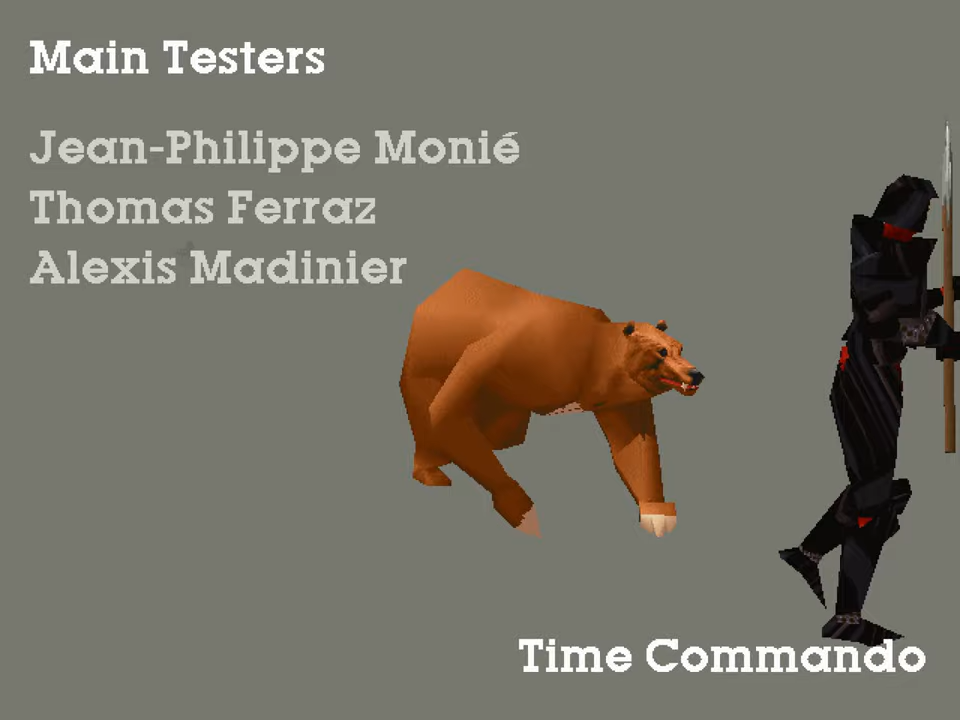 Main Testers
Jean-Philippe Monié
Thomas Ferraz
Alexis Madinier
Time Commando